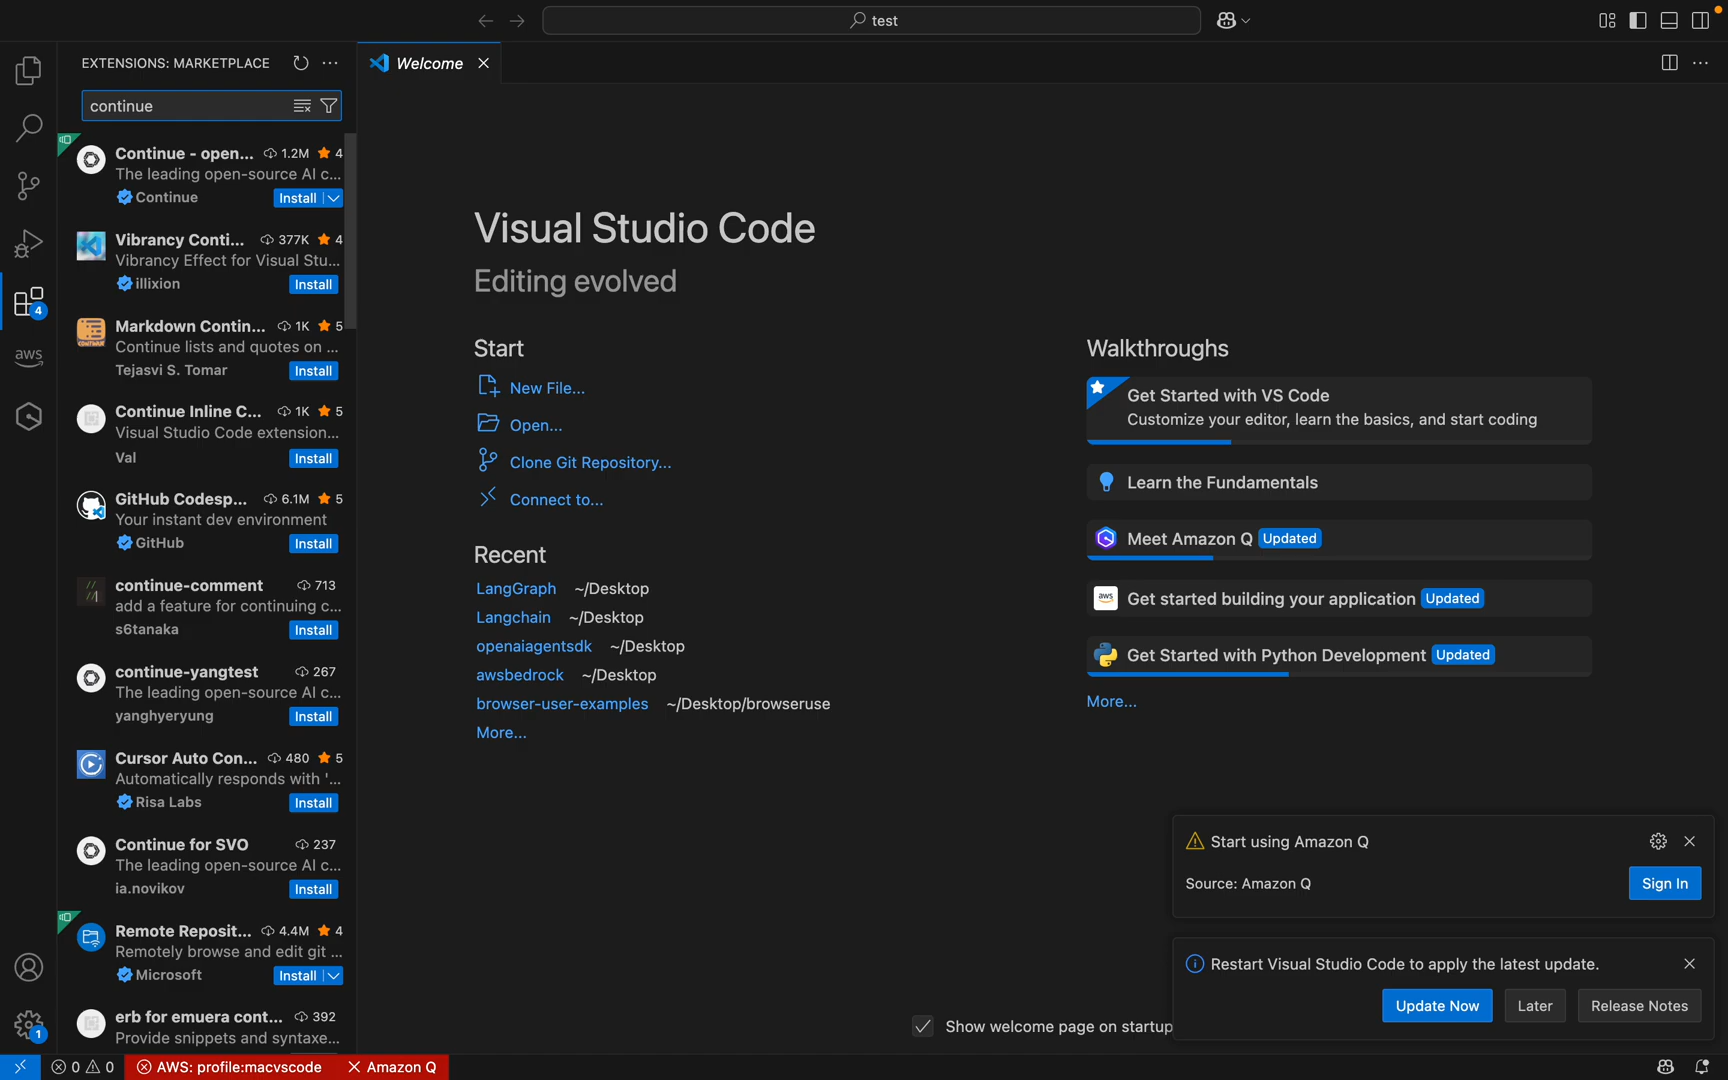 test
EXTENSIONS: MARKETPLACE
continue
Continue - open... 1.2M 4
The leading open-source AI c...
Continue Install
Vibrancy Conti... 377K 4
Vibrancy Effect for Visual Stu...
illixion Install
Markdown Contin... 1K 5
Continue lists and quotes on ...
Tejasvi S. Tomar Install
Continue Inline C... 1K 5
Visual Studio Code extension...
Val Install
GitHub Codesp... 6.1M 5
Your instant dev environment
GitHub Install
continue-comment 713
add a feature for continuing c...
s6tanaka Install
continue-yangtest 267
The leading open-source AI c...
yanghyeryung Install
Cursor Auto Con... 480 5
Automatically responds with '...
Risa Labs Install
Continue for SVO 237
The leading open-source AI c...
ia.novikov Install
Remote Reposit... 4.4M 4
Remotely browse and edit git ...
Microsoft Install
erb for emuera cont... 392
Provide snippets and syntaxe...
4
aws
1
Welcome
Visual Studio Code
Editing evolved
Start
New File...
Open...
Clone Git Repository...
Connect to...
Recent
LangGraph ~/Desktop
Langchain ~/Desktop
openaiagentsdk ~/Desktop
awsbedrock ~/Desktop
browser-user-examples ~/Desktop/browseruse
More...
Walkthroughs
Get Started with VS Code
Customize your editor, learn the basics, and start coding
Learn the Fundamentals
Meet Amazon Q Updated
aws Get started building your application Updated
Get Started with Python Development Updated
More...
Start using Amazon Q
Source: Amazon Q Sign In
Restart Visual Studio Code to apply the latest update.
Update Now Later Release Notes
Show welcome page on startup
0 0 AWS: profile:macvscode Amazon Q